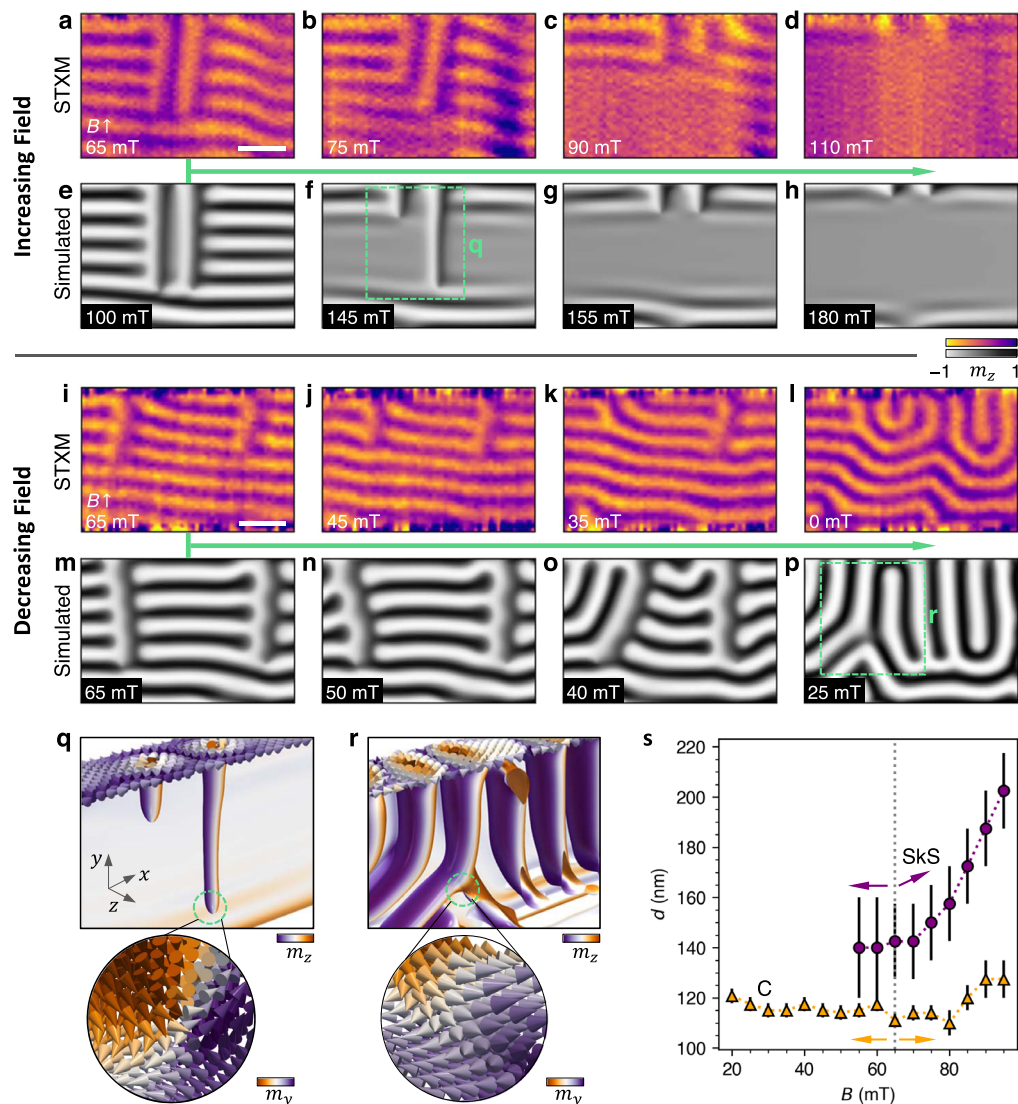 Increasing Field
STXM
a
B↑
65 mT
b
75 mT
c
90 mT
d
110 mT
Simulated
e
100 mT
f
q
145 mT
g
155 mT
h
180 mT
−1 m_z 1
Decreasing Field
STXM
i
B↑
65 mT
j
45 mT
k
35 mT
l
0 mT
Simulated
m
65 mT
n
50 mT
o
40 mT
p
r
25 mT
q
y
x
z
m_z
m_y
r
m_z
m_y
s
220
200
180
160
140
120
100
d (nm)
SkS
C
20 40 60 80
B (mT)